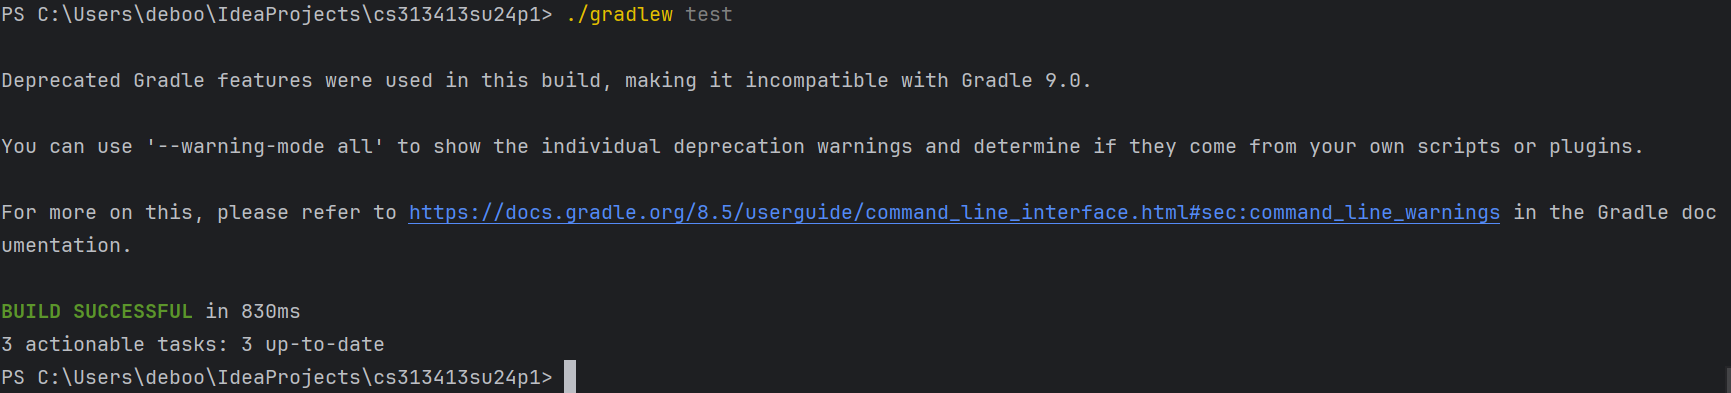 PS C:\Users\deboo\IdeaProjects\cs313413su24p1> ./gradlew test
Deprecated Gradle features were used in this build, making it incompatible with Gradle 9.0.
You can use '--warning-mode all' to show the individual deprecation warnings and determine if they come from your own scripts or plugins.
For more on this, please refer to https://docs.gradle.org/8.5/userguide/command_line_interface.html#sec:command_line_warnings in the Gradle doc
umentation.
BUILD SUCCESSFUL in 830ms
3 actionable tasks: 3 up-to-date
PS C:\Users\deboo\IdeaProjects\cs313413su24p1>